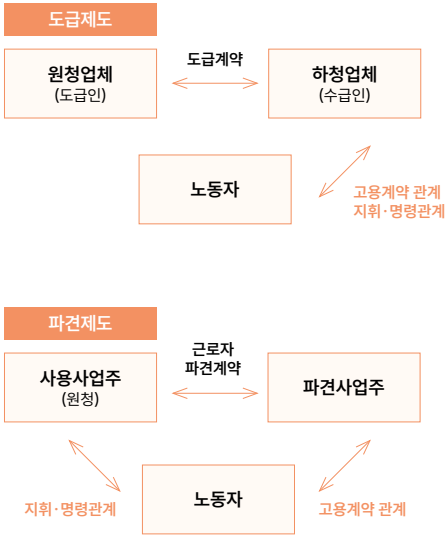 도급제도
원청업체
(도급인)
도급계약
하청업체
(수급인)
노동자
고용계약 관계
지휘·명령관계
파견제도
사용사업주
(원청)
근로자
파견계약
파견사업주
지휘·명령관계
노동자
고용계약 관계